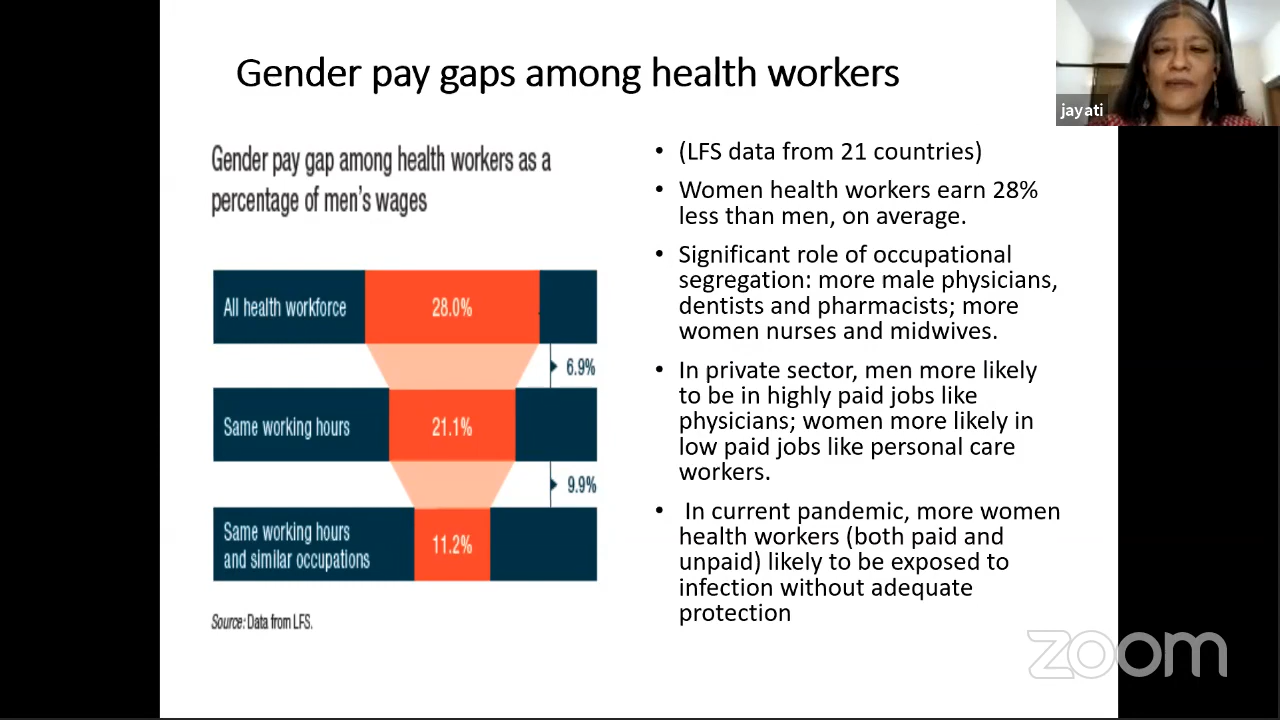 Gender pay gaps among health workers
jayati
Gender pay gap among health workers as a
percentage of men's wages
All health workforce
28.0%
6.9%
Same working hours
21.1%
9.9%
Same working hours
and similar occupations
11.2%
Source: Data from LFS.
• (LFS data from 21 countries)
• Women health workers earn 28%
less than men, on average.
• Significant role of occupational
segregation: more male physicians,
dentists and pharmacists; more
women nurses and midwives.
• In private sector, men more likely
to be in highly paid jobs like
physicians; women more likely in
low paid jobs like personal care
workers.
• In current pandemic, more women
health workers (both paid and
unpaid) likely to be exposed to
infection without adequate
protection
zoom